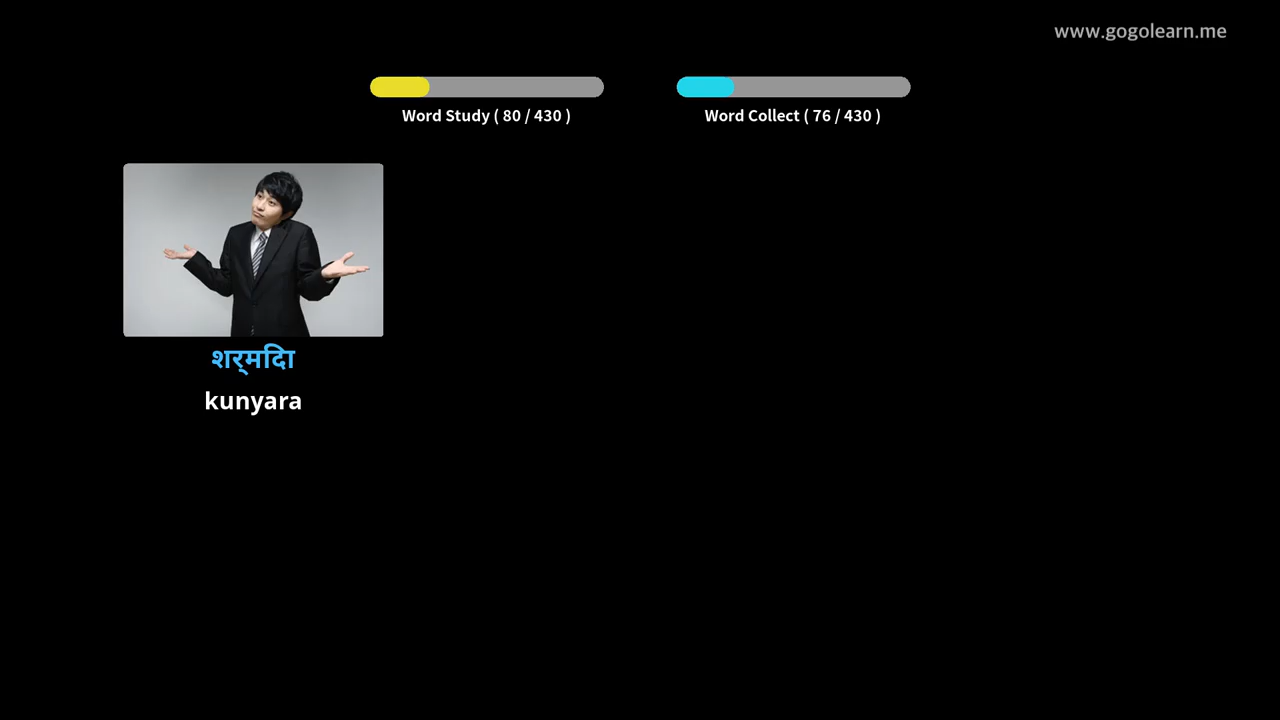 www.gogolearn.me
Word Study ( 80 / 430 )
Word Collect ( 76 / 430 )
शर्मिदा
kunyara